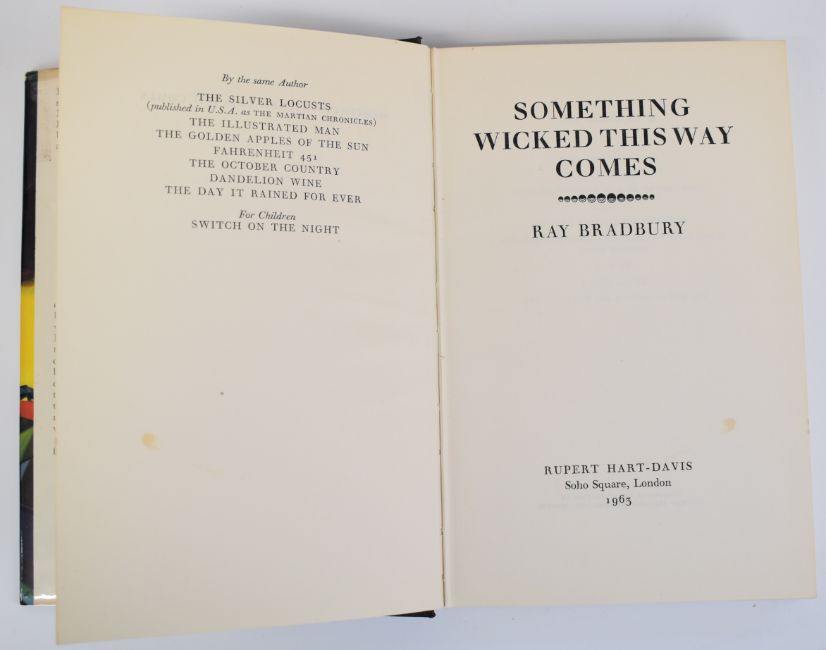 By the same Author
THE SILVER LOCUSTS
(published in U.S.A. as THE MARTIAN CHRONICLES)
THE ILLUSTRATED MAN
THE GOLDEN APPLES OF THE SUN
FAHRENHEIT 451
THE OCTOBER COUNTRY
DANDELION WINE
THE DAY IT RAINED FOR EVER
For Children
SWITCH ON THE NIGHT
SOMETHING
WICKED THIS WAY
COMES
RAY BRADBURY
RUPERT HART-DAVIS
Soho Square, London
1963